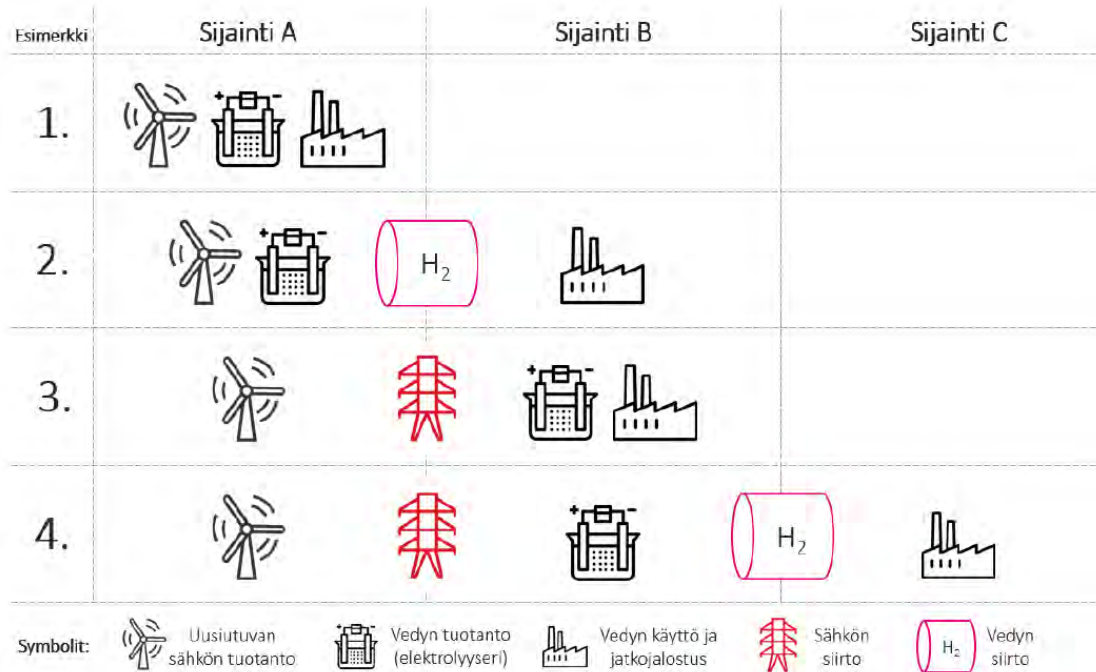 Esimerkki Sijainti A Sijainti B Sijainti C
1.
+ −
2.
+ −
H₂
3.
+ −
4.
+ −
H₂
Symbolit:
Uusiutuvan
sähkön tuotanto
Vedyn tuotanto
(elektrolyyseri)
Vedyn käyttö ja
jatkojalostus
Sähkön
siirto
H₂
Vedyn
siirto